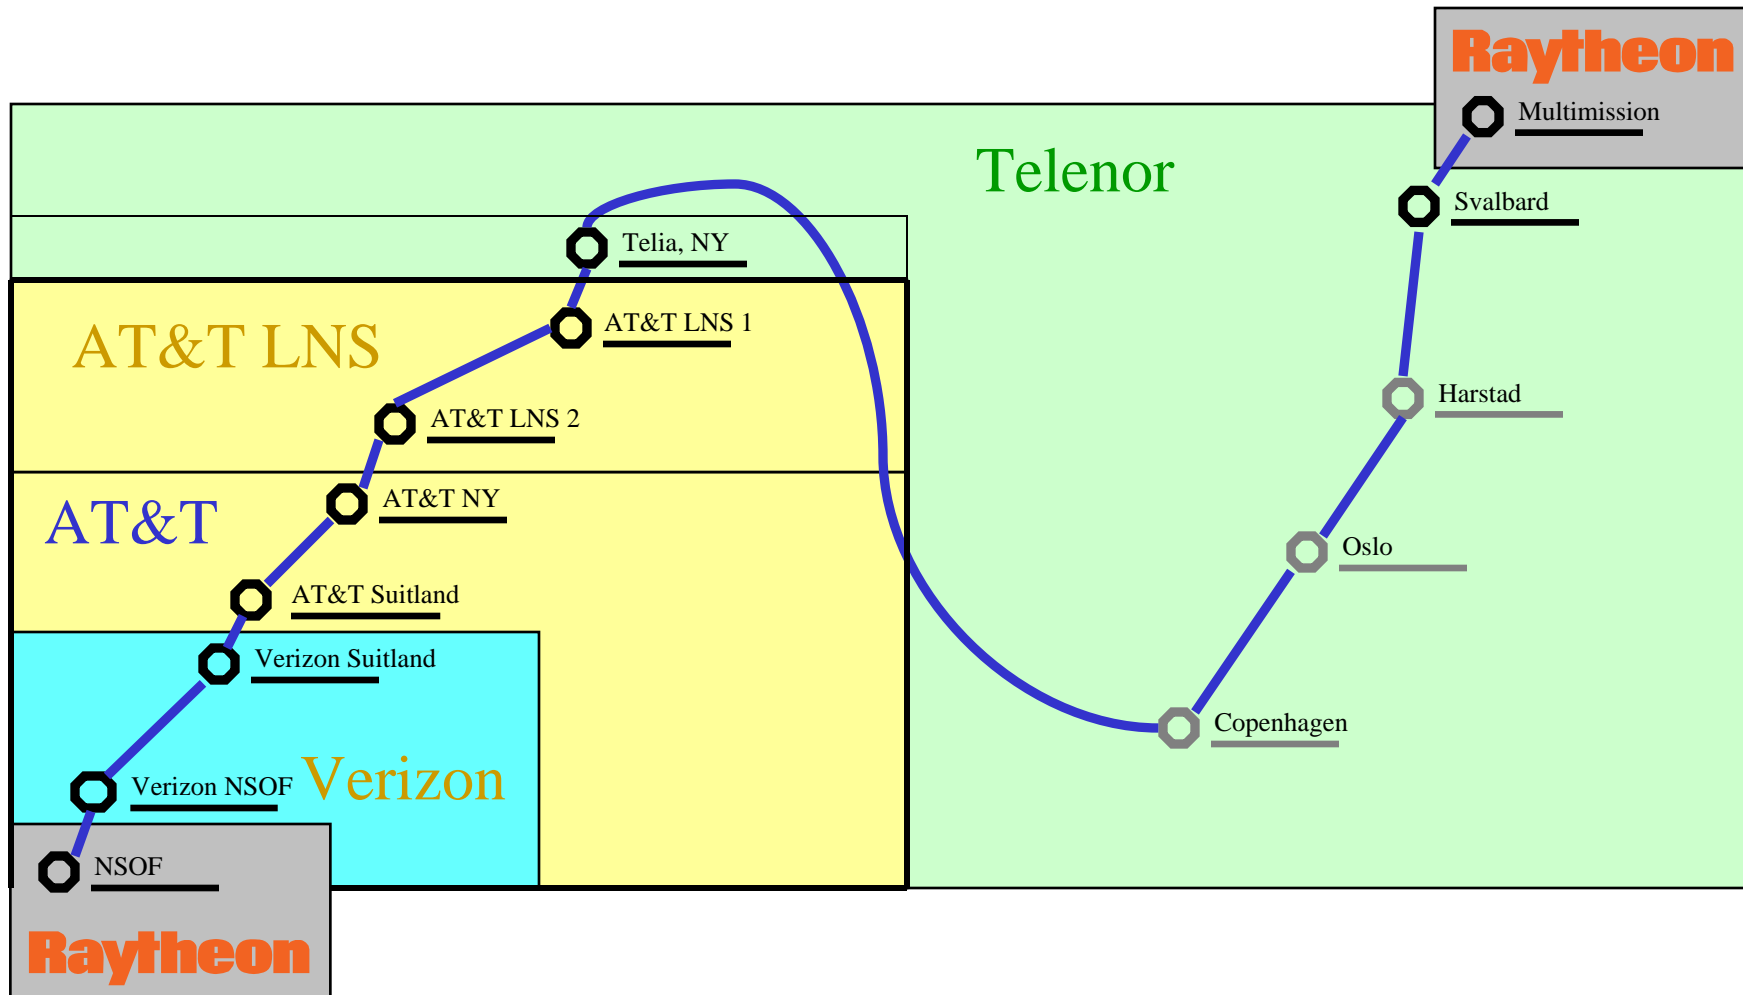 Raytheon
Multimission
Telenor
Svalbard
Telia, NY
AT&T LNS 1
AT&T LNS
Harstad
AT&T LNS 2
AT&T NY
AT&T
Oslo
AT&T Suitland
Verizon Suitland
Copenhagen
Verizon NSOF
Verizon
NSOF
Raytheon